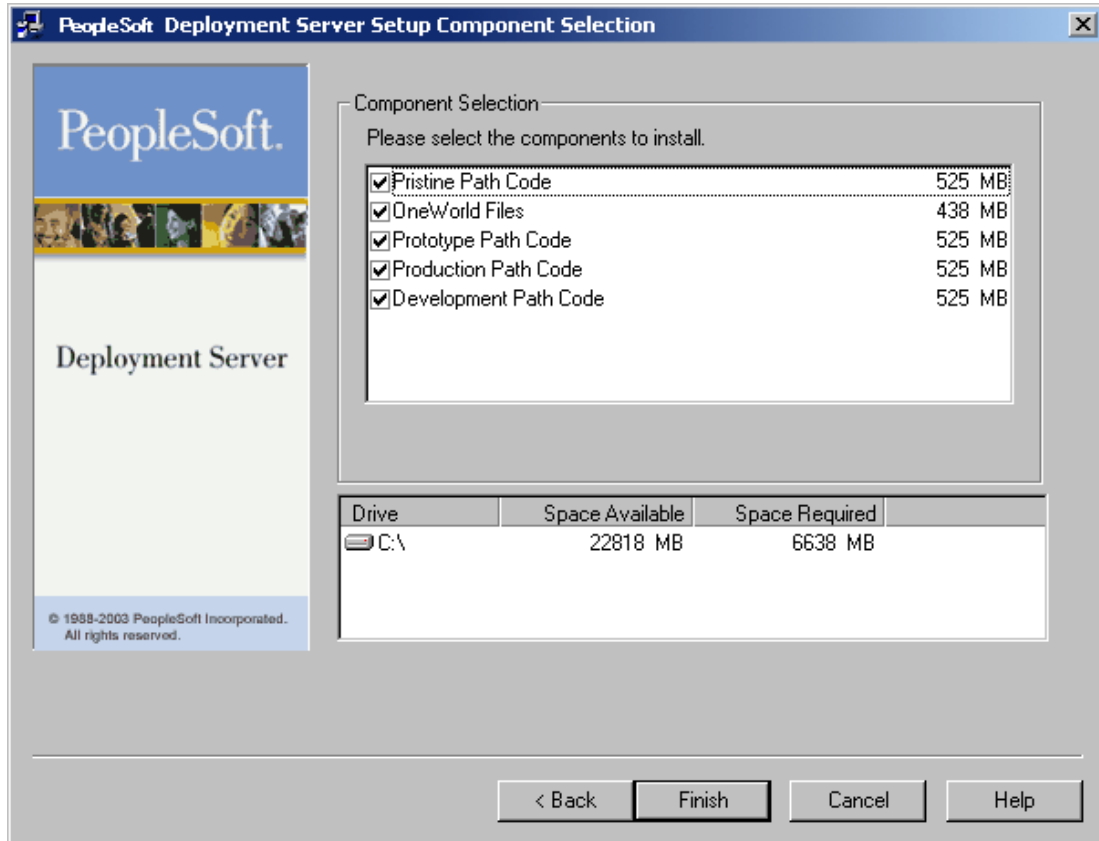 PeopleSoft Deployment Server Setup Component Selection
PeopleSoft.
Deployment Server
© 1988-2003 PeopleSoft Incorporated.
All rights reserved.
Component Selection
Please select the components to install.
Pristine Path Code 525 MB
OneWorld Files 438 MB
Prototype Path Code 525 MB
Production Path Code 525 MB
Development Path Code 525 MB
Drive Space Available Space Required
C:\ 22818 MB 6638 MB
< Back Finish Cancel Help